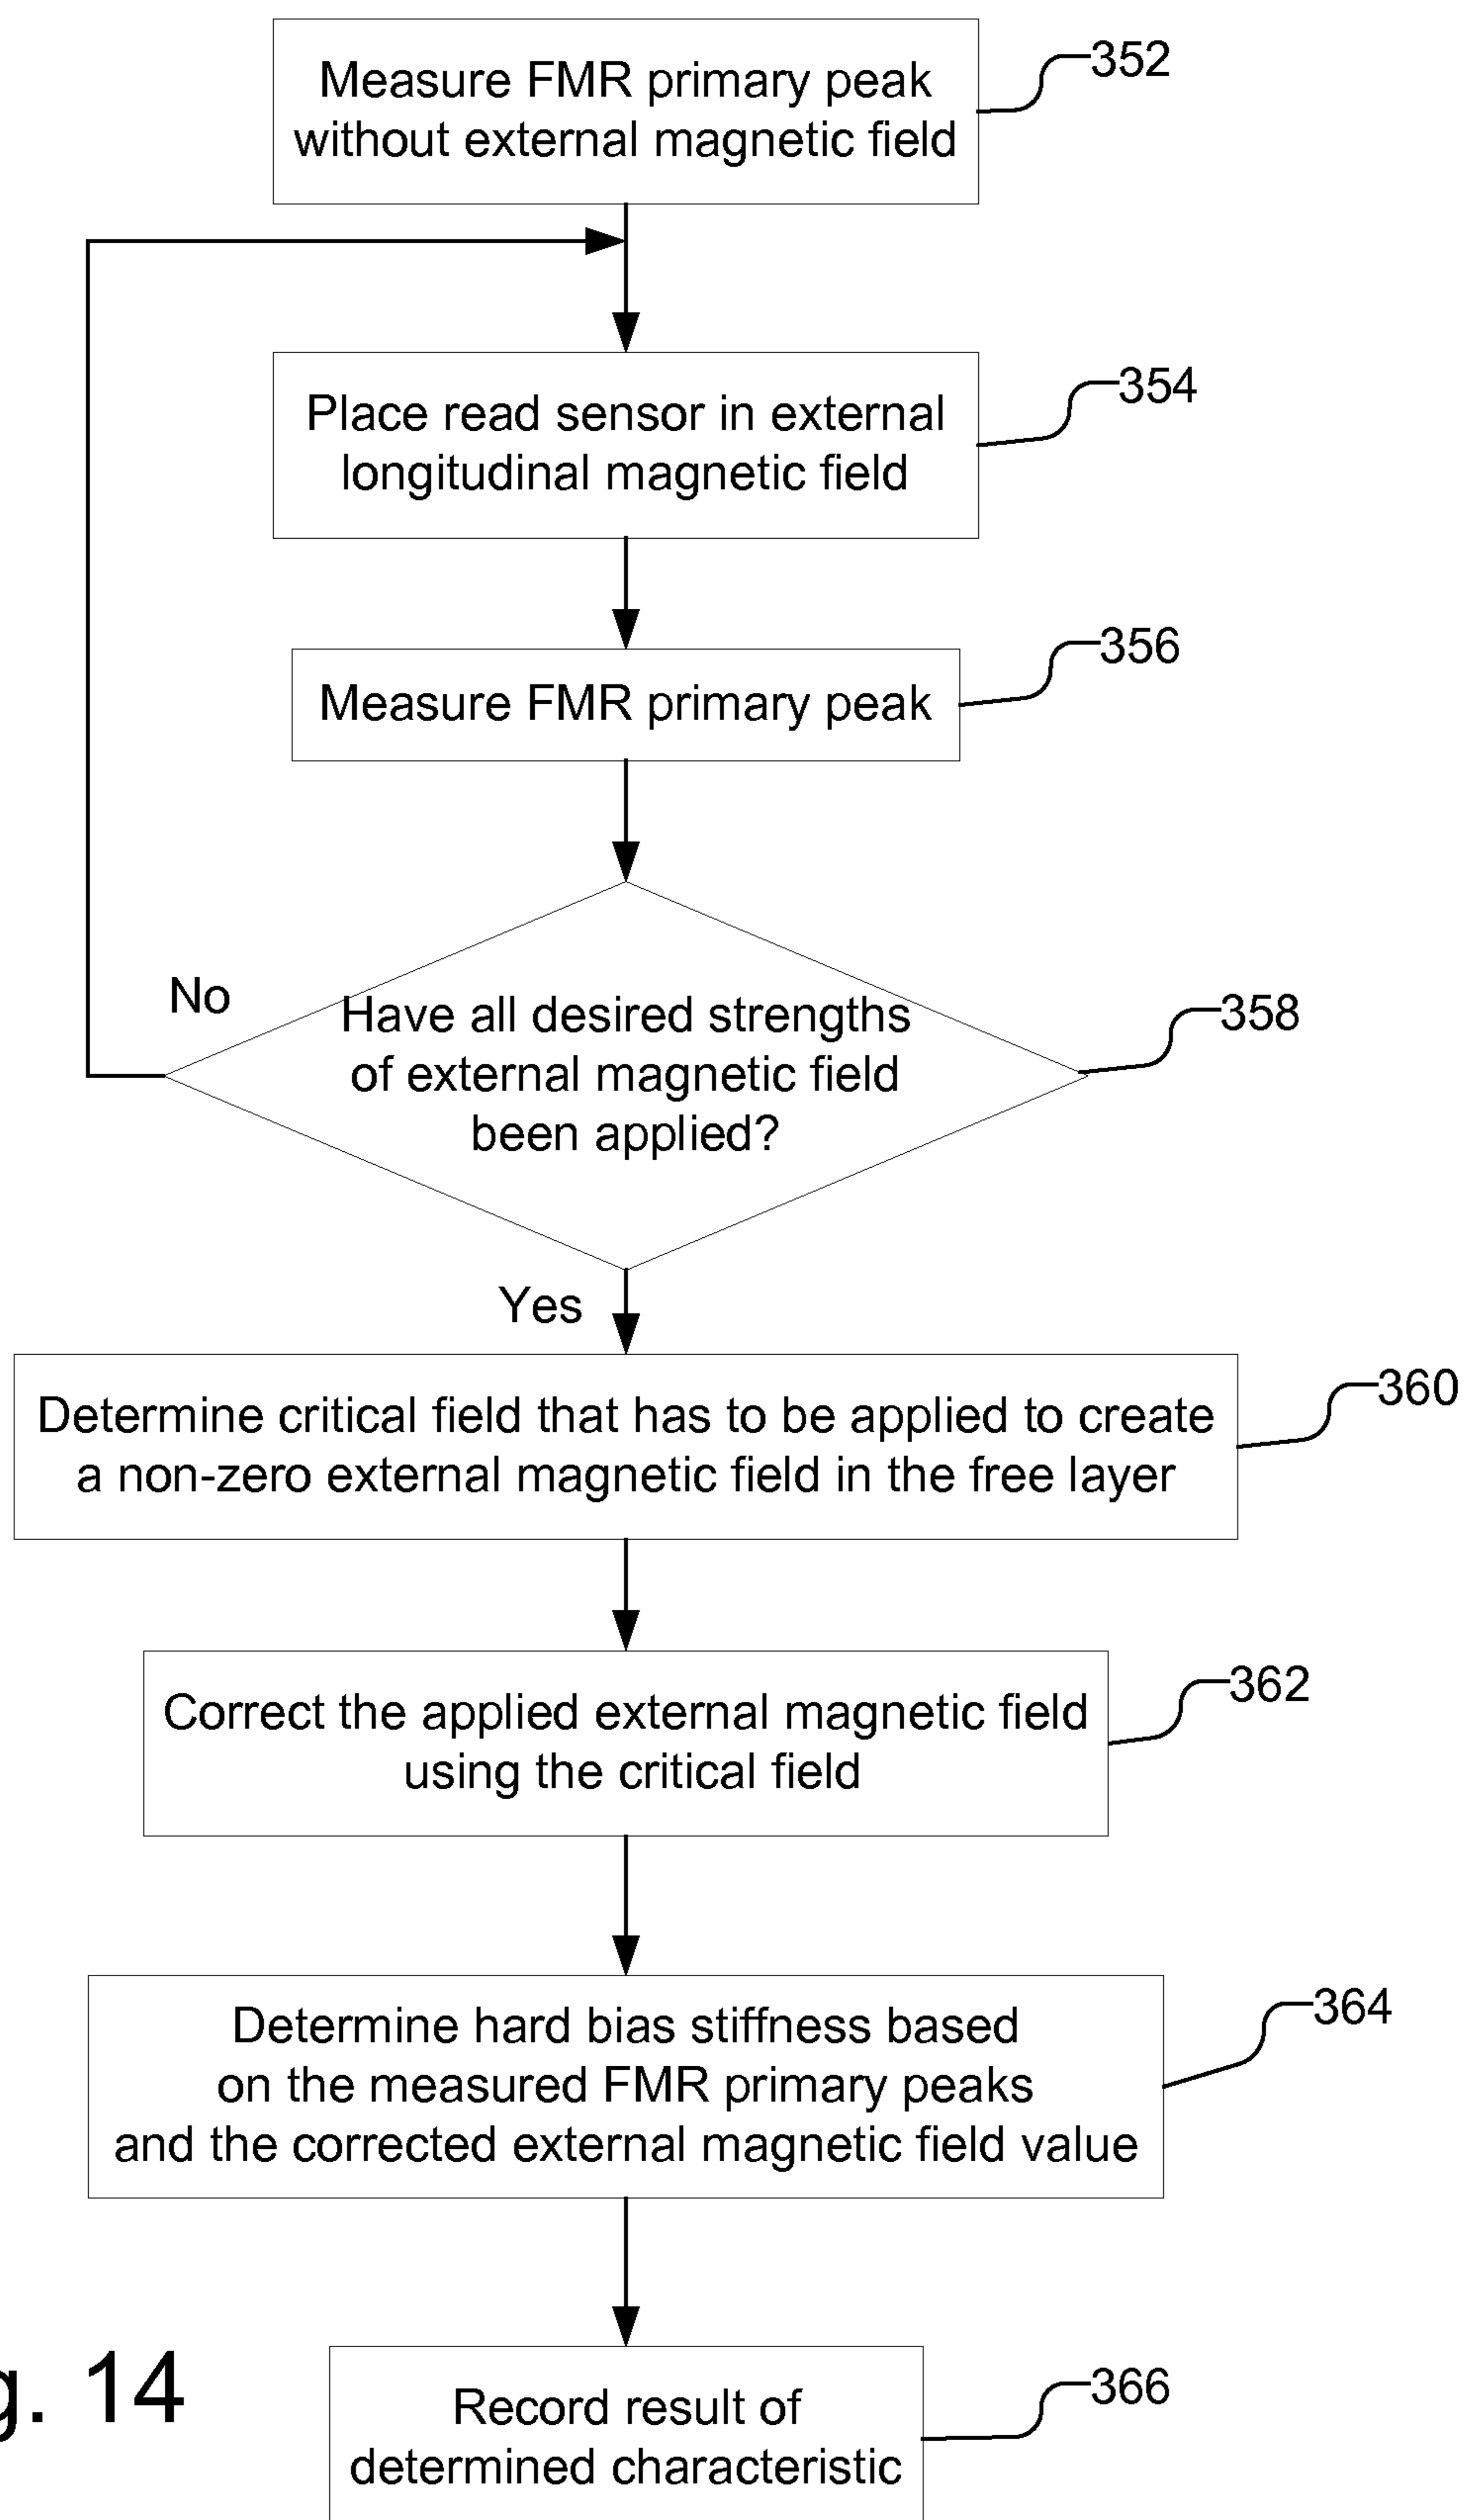 Measure FMR primary peak
without external magnetic field
352
Place read sensor in external
longitudinal magnetic field
354
Measure FMR primary peak
356
Have all desired strengths
of external magnetic field
been applied?
358
No
Yes
Determine critical field that has to be applied to create
a non-zero external magnetic field in the free layer
360
Correct the applied external magnetic field
using the critical field
362
Determine hard bias stiffness based
on the measured FMR primary peaks
and the corrected external magnetic field value
364
g. 14
Record result of
determined characteristic
366